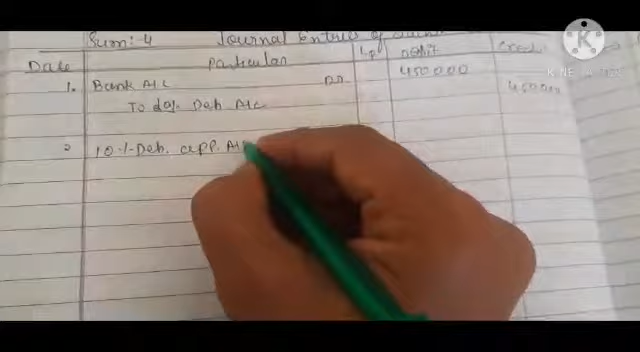 Sum:-4 Journal Entries of
Date Particular L.F Debit Credit
1. Bank A/C Dr 450000
To 10% Deb A/C 450000
2 10%Deb. app. A/C